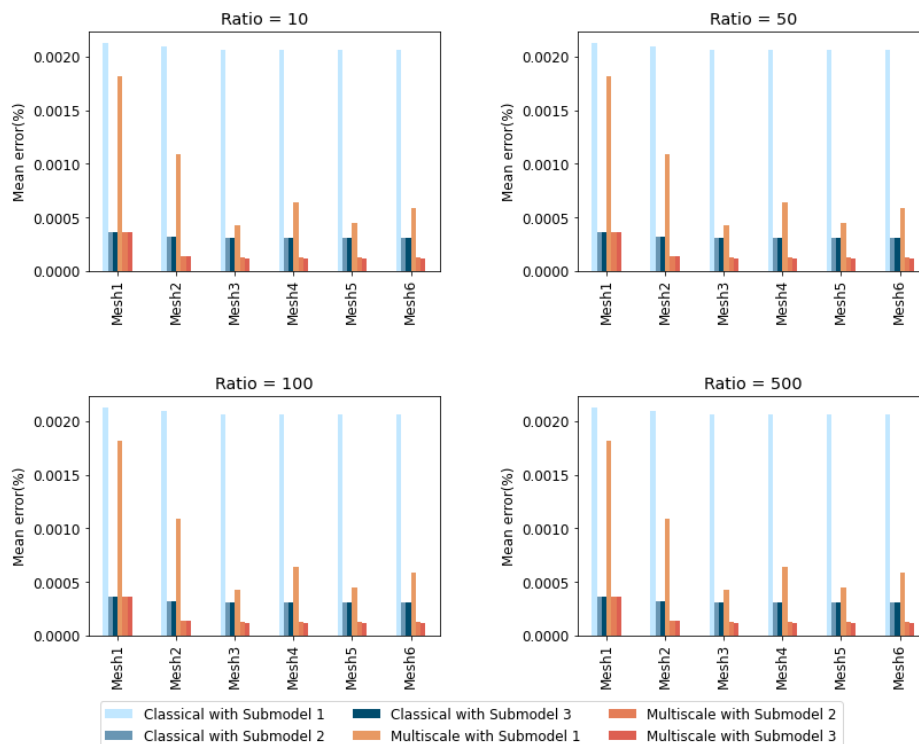 Ratio = 10
Mean error(%)
0.0020
0.0015
0.0010
0.0005
0.0000
Mesh1
Mesh2
Mesh3
Mesh4
Mesh5
Mesh6
Ratio = 50
Mean error(%)
0.0020
0.0015
0.0010
0.0005
0.0000
Mesh1
Mesh2
Mesh3
Mesh4
Mesh5
Mesh6
Ratio = 100
Mean error(%)
0.0020
0.0015
0.0010
0.0005
0.0000
Mesh1
Mesh2
Mesh3
Mesh4
Mesh5
Mesh6
Ratio = 500
Mean error(%)
0.0020
0.0015
0.0010
0.0005
0.0000
Mesh1
Mesh2
Mesh3
Mesh4
Mesh5
Mesh6
Classical with Submodel 1
Classical with Submodel 2
Classical with Submodel 3
Multiscale with Submodel 1
Multiscale with Submodel 2
Multiscale with Submodel 3